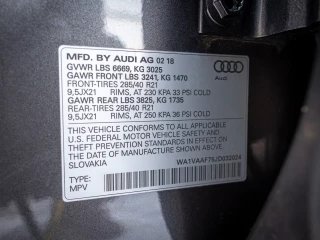 MFD. BY AUDI AG 02 18
GVWR LBS 6669, KG 3025
GAWR FRONT LBS 3241, KG 1470
FRONT-TIRES 285/40 R21
9,5JX21 RIMS, AT 230 KPA 33 PSI COLD
GAWR REAR LBS 3825, KG 1735
REAR-TIRES 285/40 R21
9,5JX21 RIMS, AT 250 KPA 36 PSI COLD
THIS VEHICLE CONFORMS TO ALL APPLICABLE
U.S. FEDERAL MOTOR VEHICLE SAFETY AND
THEFT PREVENTION STANDARDS IN EFFECT ON THE
DATE OF MANUFACTURE SHOWN ABOVE.
SLOVAKIA
TYPE: WA1VAAF76JD032024
MPV
Audi